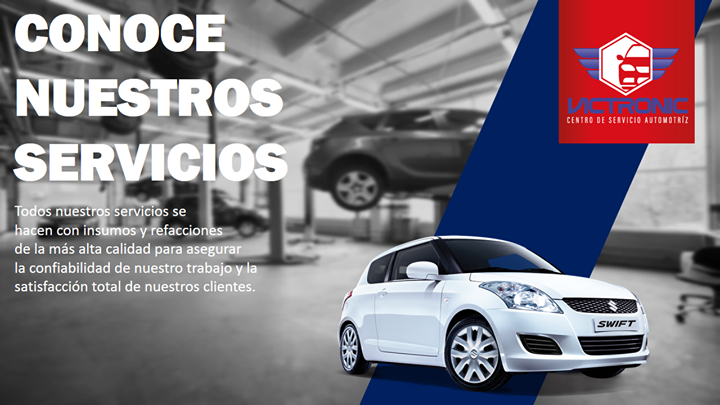 CONOCE
NUESTROS
SERVICIOS
Todos nuestros servicios se
hacen con insumos y refacciones
de la más alta calidad para asegurar
la confiabilidad de nuestro trabajo y la
satisfacción total de nuestros clientes.
VICTRONIC
CENTRO DE SERVICIO AUTOMOTRÍZ
SWIFT